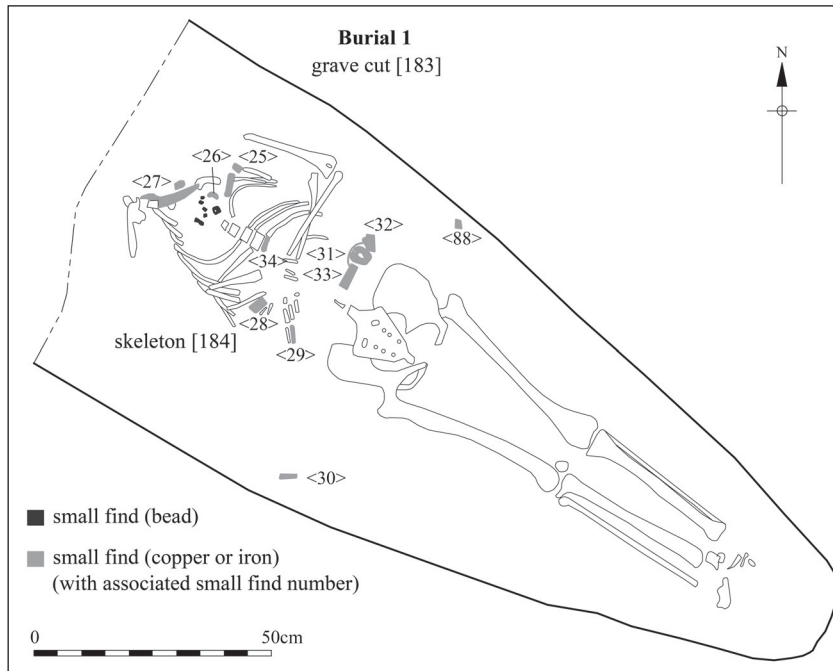 Burial 1
grave cut [183]
N
<26>
<25>
<27>
<32>
<88>
<31>
<34>
<33>
<28>
skeleton [184]
<29>
<30>
small find (bead)
small find (copper or iron)
(with associated small find number)
0
50cm